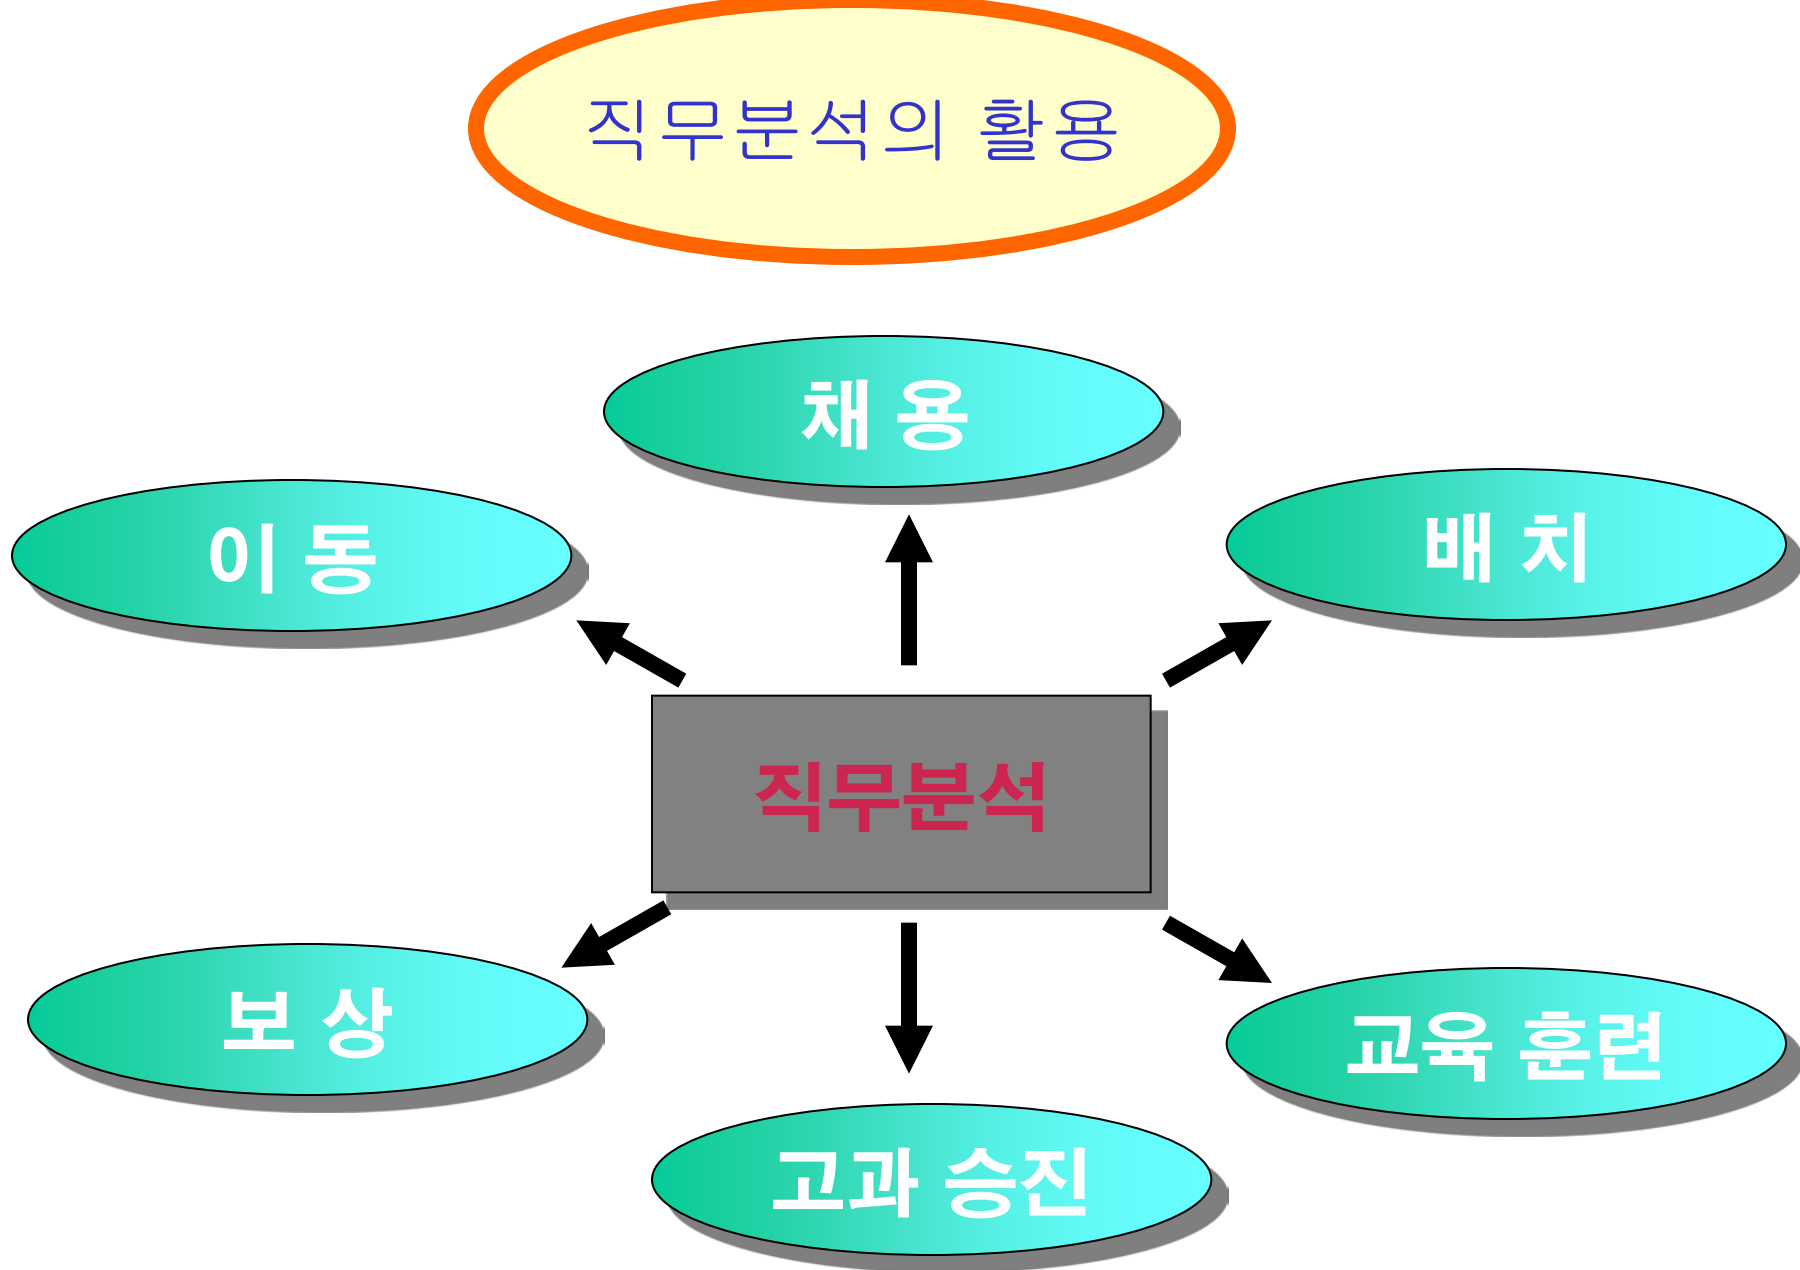 직무분석의 활용
채 용
이 동
배 치
직무분석
보 상
교육 훈련
고과 승진